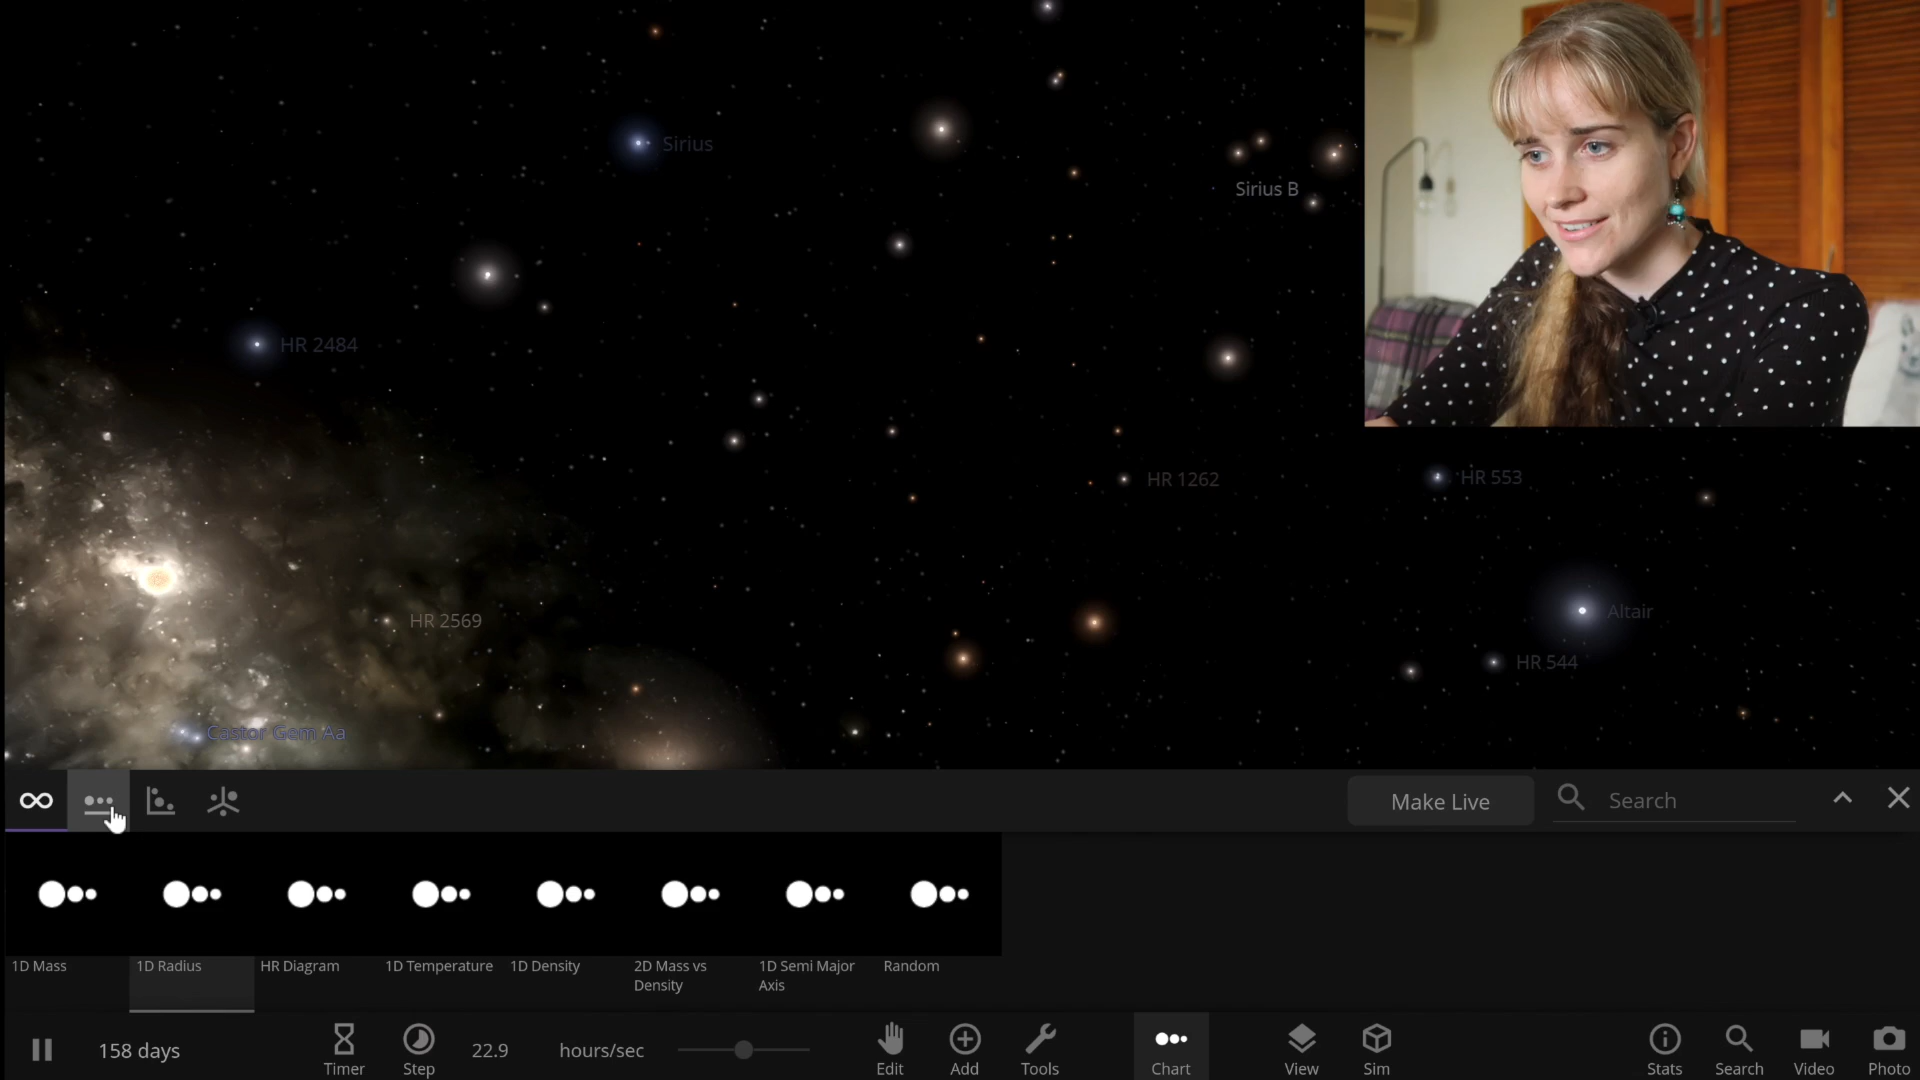 Sirius
Sirius B
HR 2484
HR 1262
HR 553
Altair
HR 2569
HR 544
Castor Gem Aa
Make Live
Search
1D Mass
1D Radius
HR Diagram
1D Temperature
1D Density
2D Mass vs
Density
1D Semi Major
Axis
Random
158 days
Timer
Step
22.9
hours/sec
Edit
Add
Tools
Chart
View
Sim
Stats
Search
Video
Photo